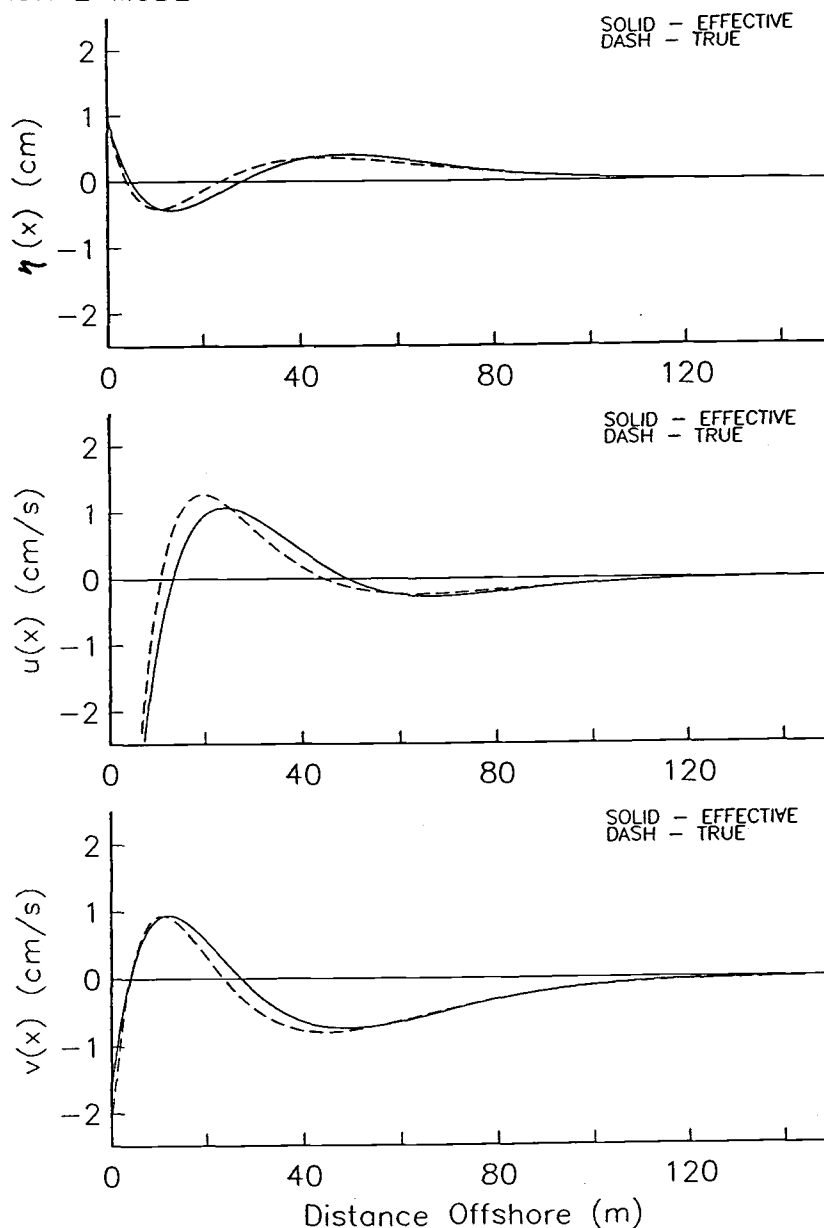 SOLID – EFFECTIVE
DASH – TRUE
2
1
0
−1
−2
η(x) (cm)
0 40 80 120
SOLID – EFFECTIVE
DASH – TRUE
2
1
0
−1
−2
u(x) (cm/s)
0 40 80 120
SOLID – EFFECTIVE
DASH – TRUE
2
1
0
−1
−2
v(x) (cm/s)
0 40 80 120
Distance Offshore (m)